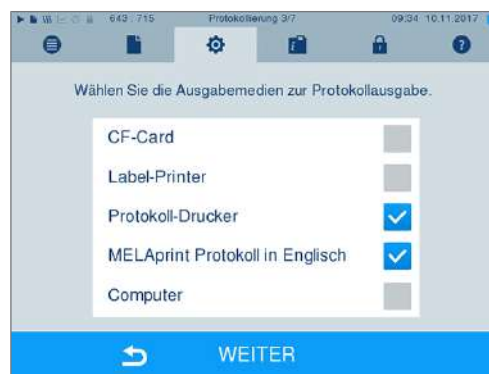 643 : 715 Protokollierung 3/7 09:34 10.11.2017
Wählen Sie die Ausgabemedien zur Protokollausgabe.
CF-Card
Label-Printer
Protokoll-Drucker
MELAprint Protokoll in Englisch
Computer
WEITER